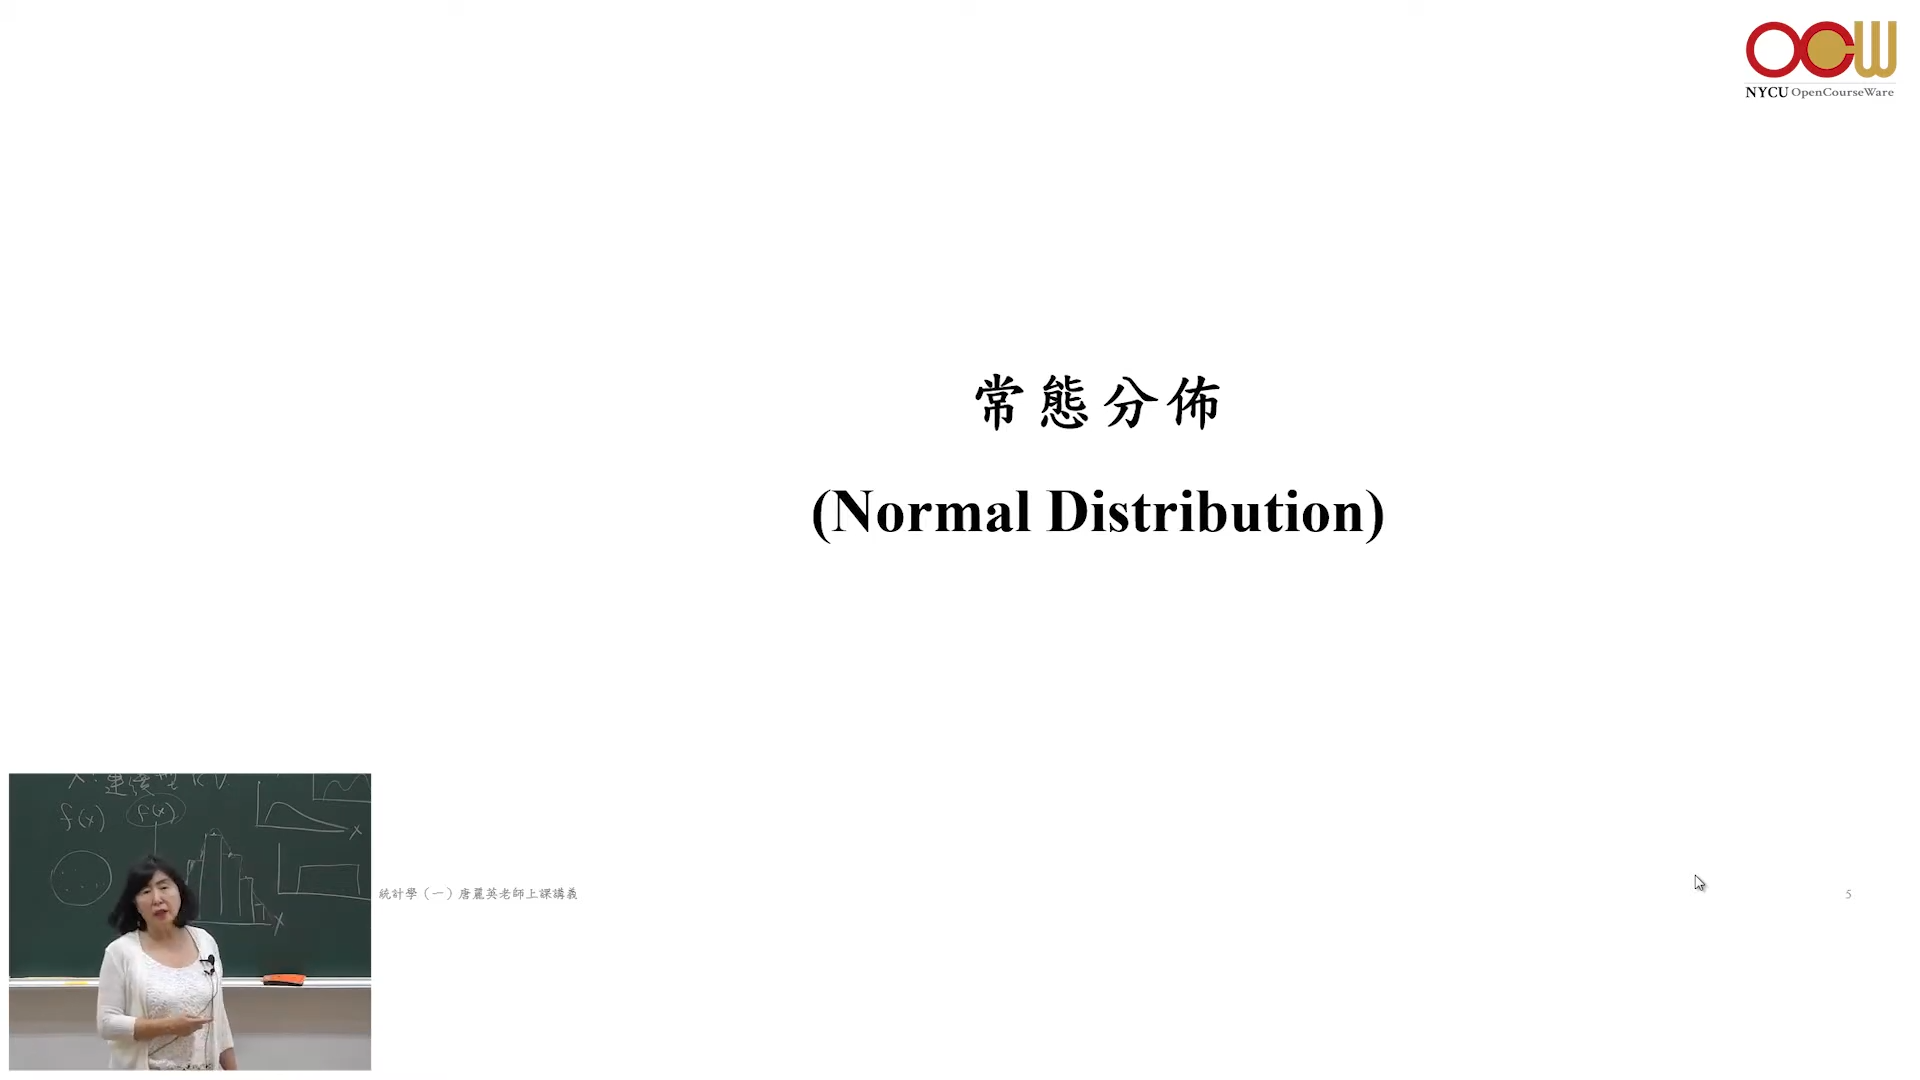 OCW
NYCU OpenCourseWare
常態分佈
(Normal Distribution)
X：連續型 R.V.
f(x) f(x)
X
X
統計學（一）唐麗英老師上課講義
5